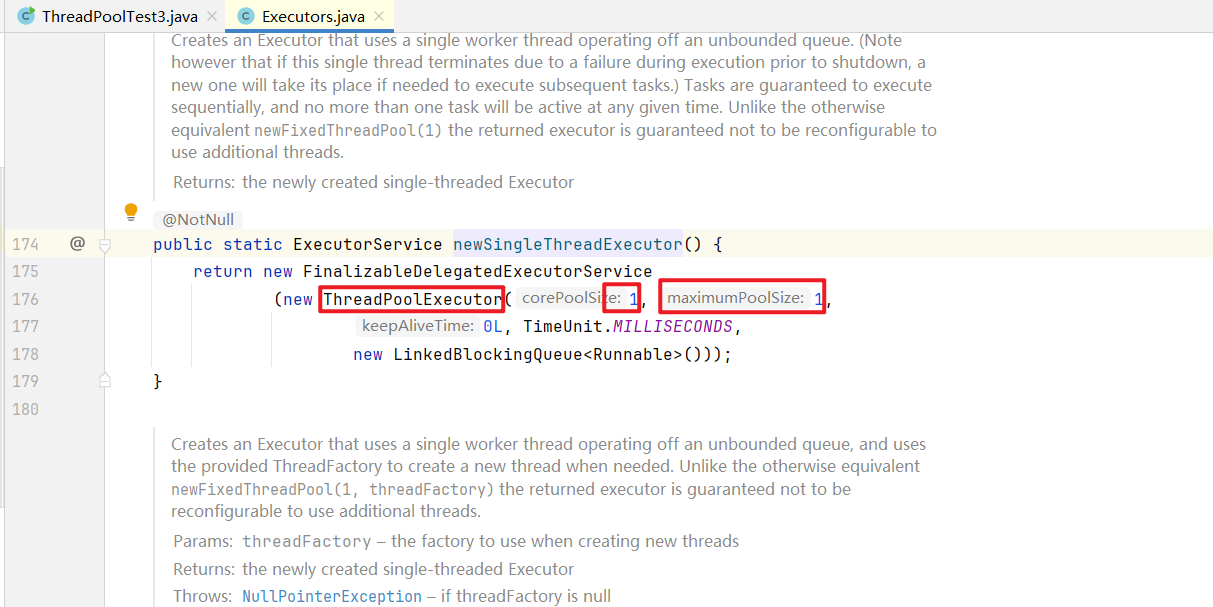 ThreadPoolTest3.java Executors.java
Creates an Executor that uses a single worker thread operating off an unbounded queue. (Note
however that if this single thread terminates due to a failure during execution prior to shutdown, a
new one will take its place if needed to execute subsequent tasks.) Tasks are guaranteed to execute
sequentially, and no more than one task will be active at any given time. Unlike the otherwise
equivalent newFixedThreadPool(1) the returned executor is guaranteed not to be reconfigurable to
use additional threads.
Returns: the newly created single-threaded Executor
@NotNull
174 @ public static ExecutorService newSingleThreadExecutor() {
175 return new FinalizableDelegatedExecutorService
176 (new ThreadPoolExecutor( corePoolSize: 1, maximumPoolSize: 1,
177 keepAliveTime: 0L, TimeUnit.MILLISECONDS,
178 new LinkedBlockingQueue<Runnable>()));
179 }
180
Creates an Executor that uses a single worker thread operating off an unbounded queue, and uses
the provided ThreadFactory to create a new thread when needed. Unlike the otherwise equivalent
newFixedThreadPool(1, threadFactory) the returned executor is guaranteed not to be
reconfigurable to use additional threads.
Params: threadFactory – the factory to use when creating new threads
Returns: the newly created single-threaded Executor
Throws: NullPointerException – if threadFactory is null